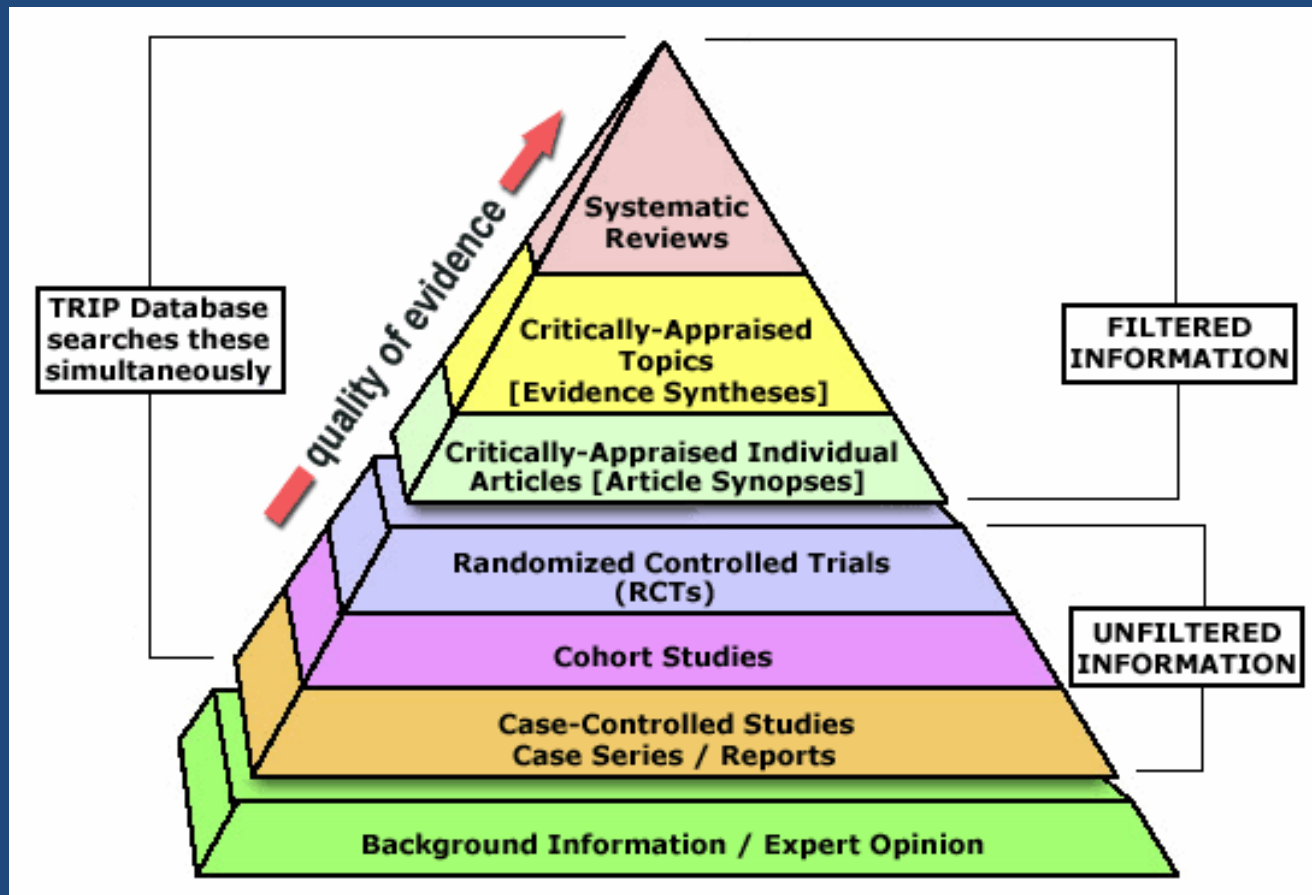 Systematic
Reviews
quality of evidence
TRIP Database
searches these
simultaneously
Critically-Appraised
Topics
[Evidence Syntheses]
FILTERED
INFORMATION
Critically-Appraised Individual
Articles [Article Synopses]
Randomized Controlled Trials
(RCTs)
UNFILTERED
INFORMATION
Cohort Studies
Case-Controlled Studies
Case Series / Reports
Background Information / Expert Opinion